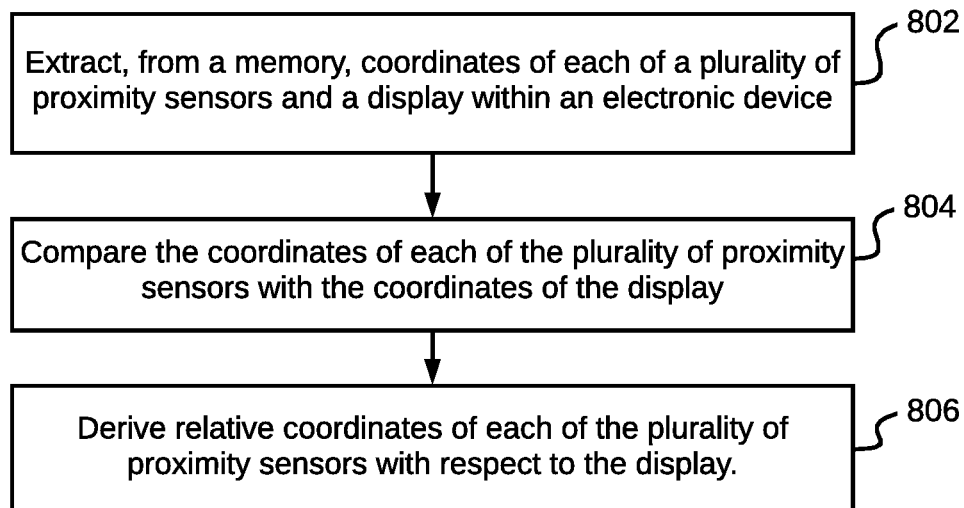 802
Extract, from a memory, coordinates of each of a plurality of
proximity sensors and a display within an electronic device
804
Compare the coordinates of each of the plurality of proximity
sensors with the coordinates of the display
806
Derive relative coordinates of each of the plurality of
proximity sensors with respect to the display.